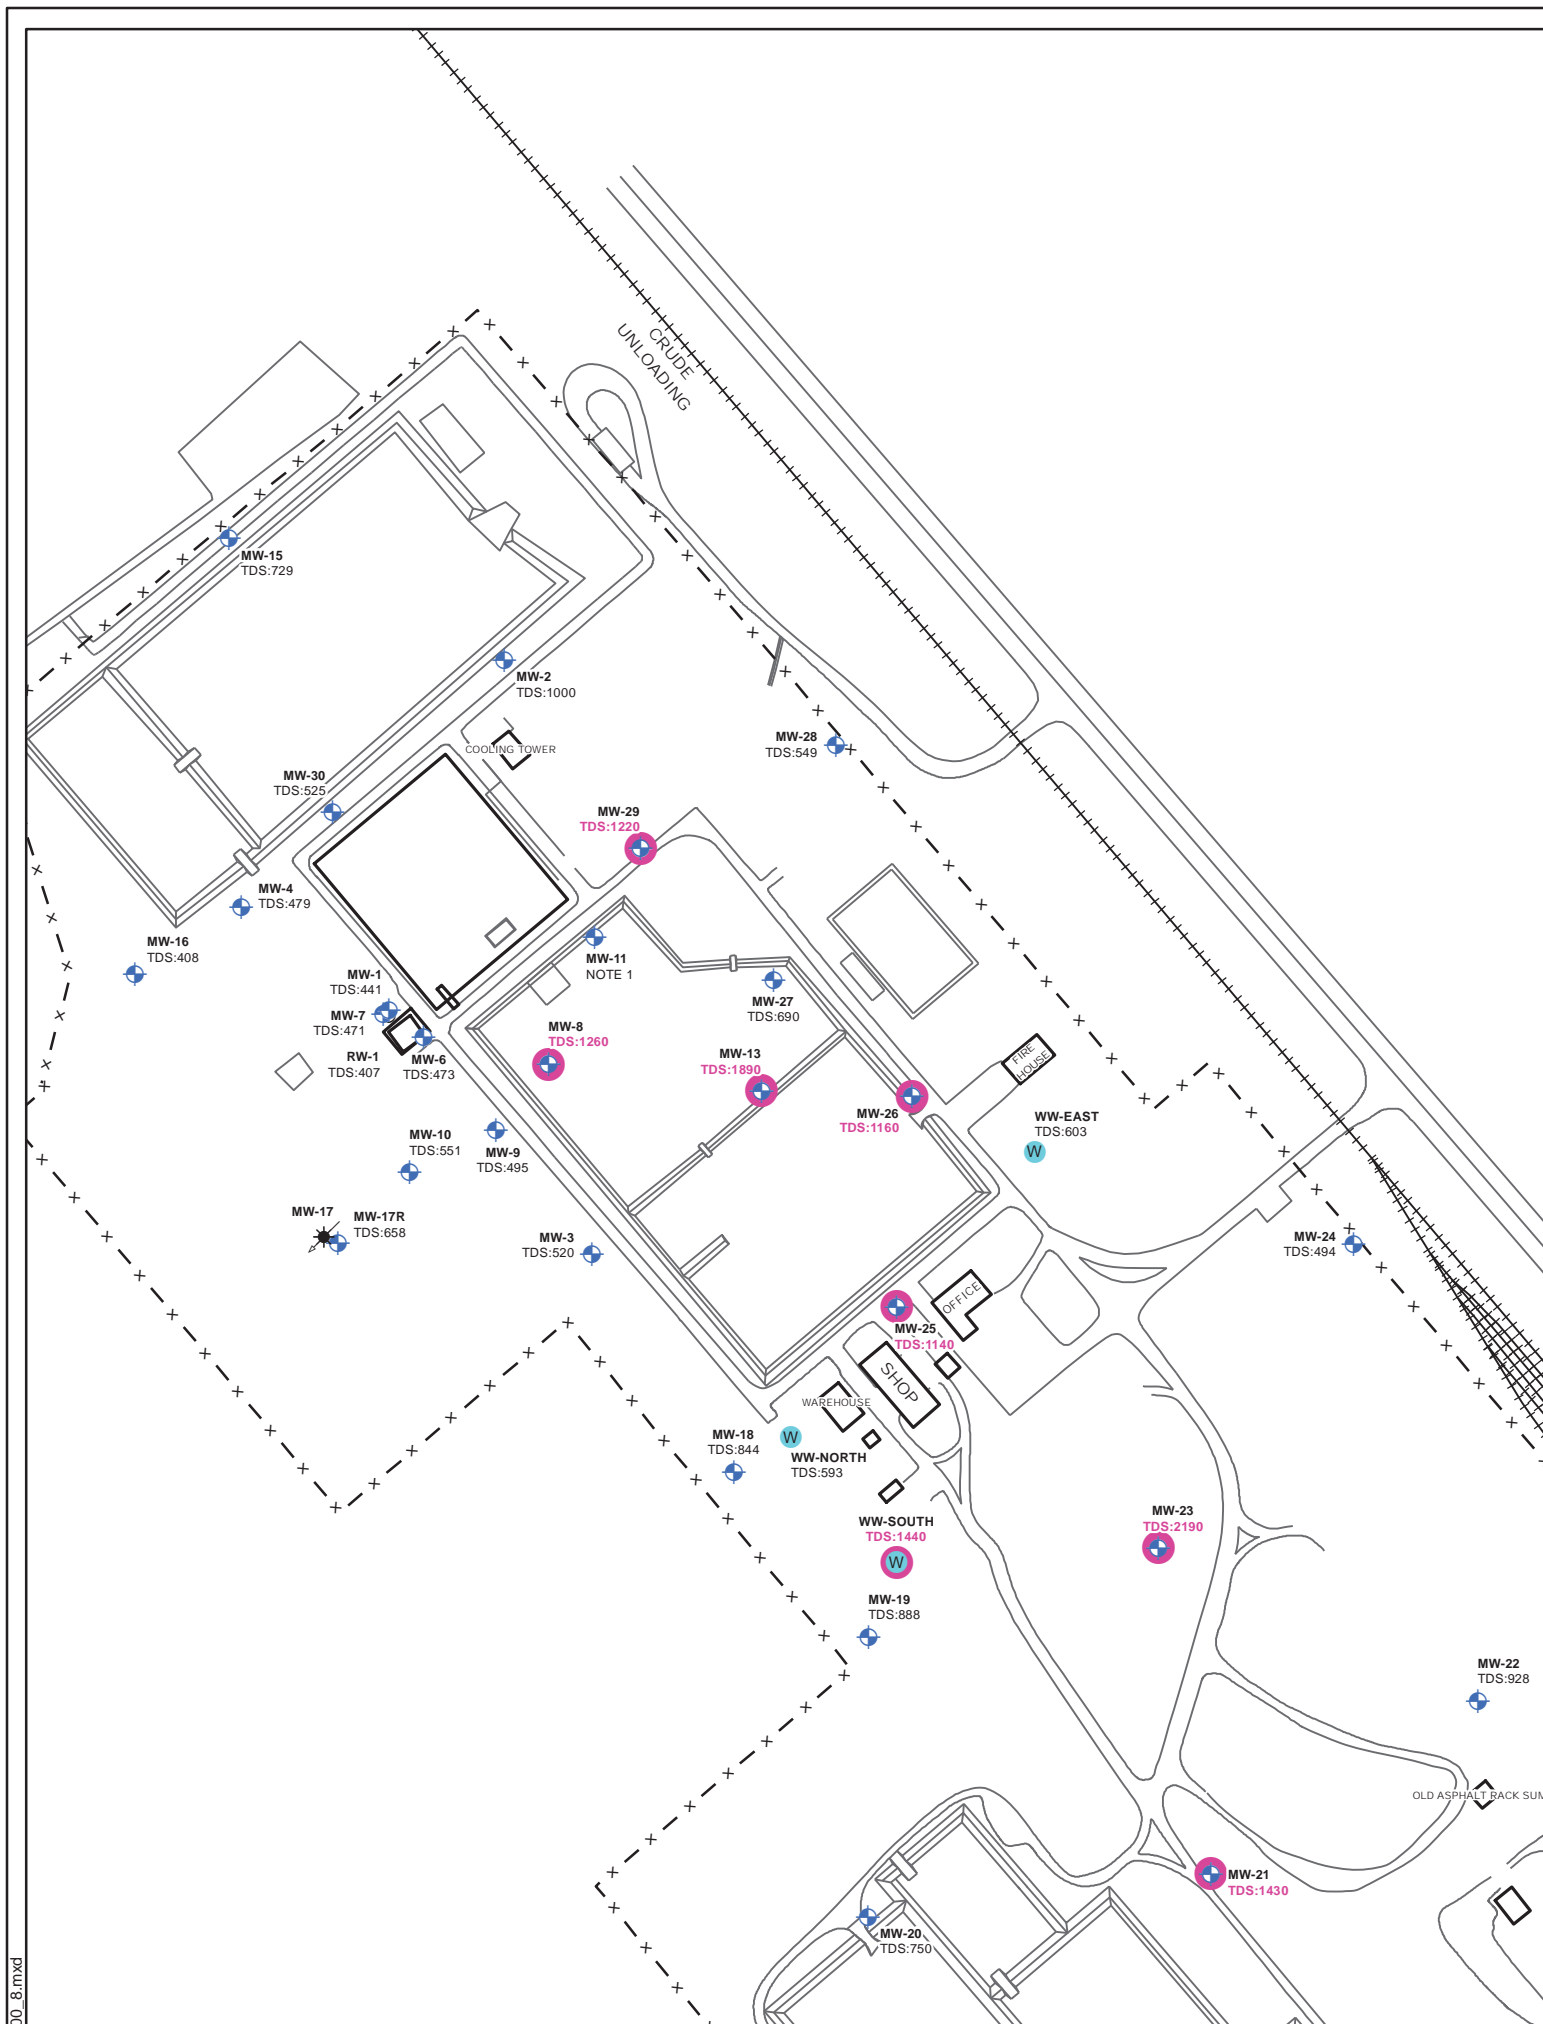 CRUDE
UNLOADING
MW-15
TDS:729
MW-2
TDS:1000
COOLING TOWER
MW-28
TDS:549
MW-30
TDS:525
MW-29
TDS:1220
MW-4
TDS:479
MW-16
TDS:408
MW-11
NOTE 1
MW-1
TDS:441
MW-27
TDS:690
MW-7
TDS:471
MW-8
TDS:1260
RW-1
TDS:407
MW-6
TDS:473
MW-13
TDS:1890
FIRE
HOUSE
MW-26
TDS:1160
WW-EAST
TDS:603
W
MW-10
TDS:551
MW-9
TDS:495
MW-17
MW-17R
TDS:658
MW-3
TDS:520
MW-24
TDS:494
OFFICE
MW-25
TDS:1140
SHOP
WAREHOUSE
W
MW-18
TDS:844
WW-NORTH
TDS:593
WW-SOUTH
TDS:1440
W
MW-23
TDS:2190
MW-19
TDS:888
MW-22
TDS:928
OLD ASPHALT RACK SUM
MW-21
TDS:1430
MW-20
TDS:750
00_8.mxd